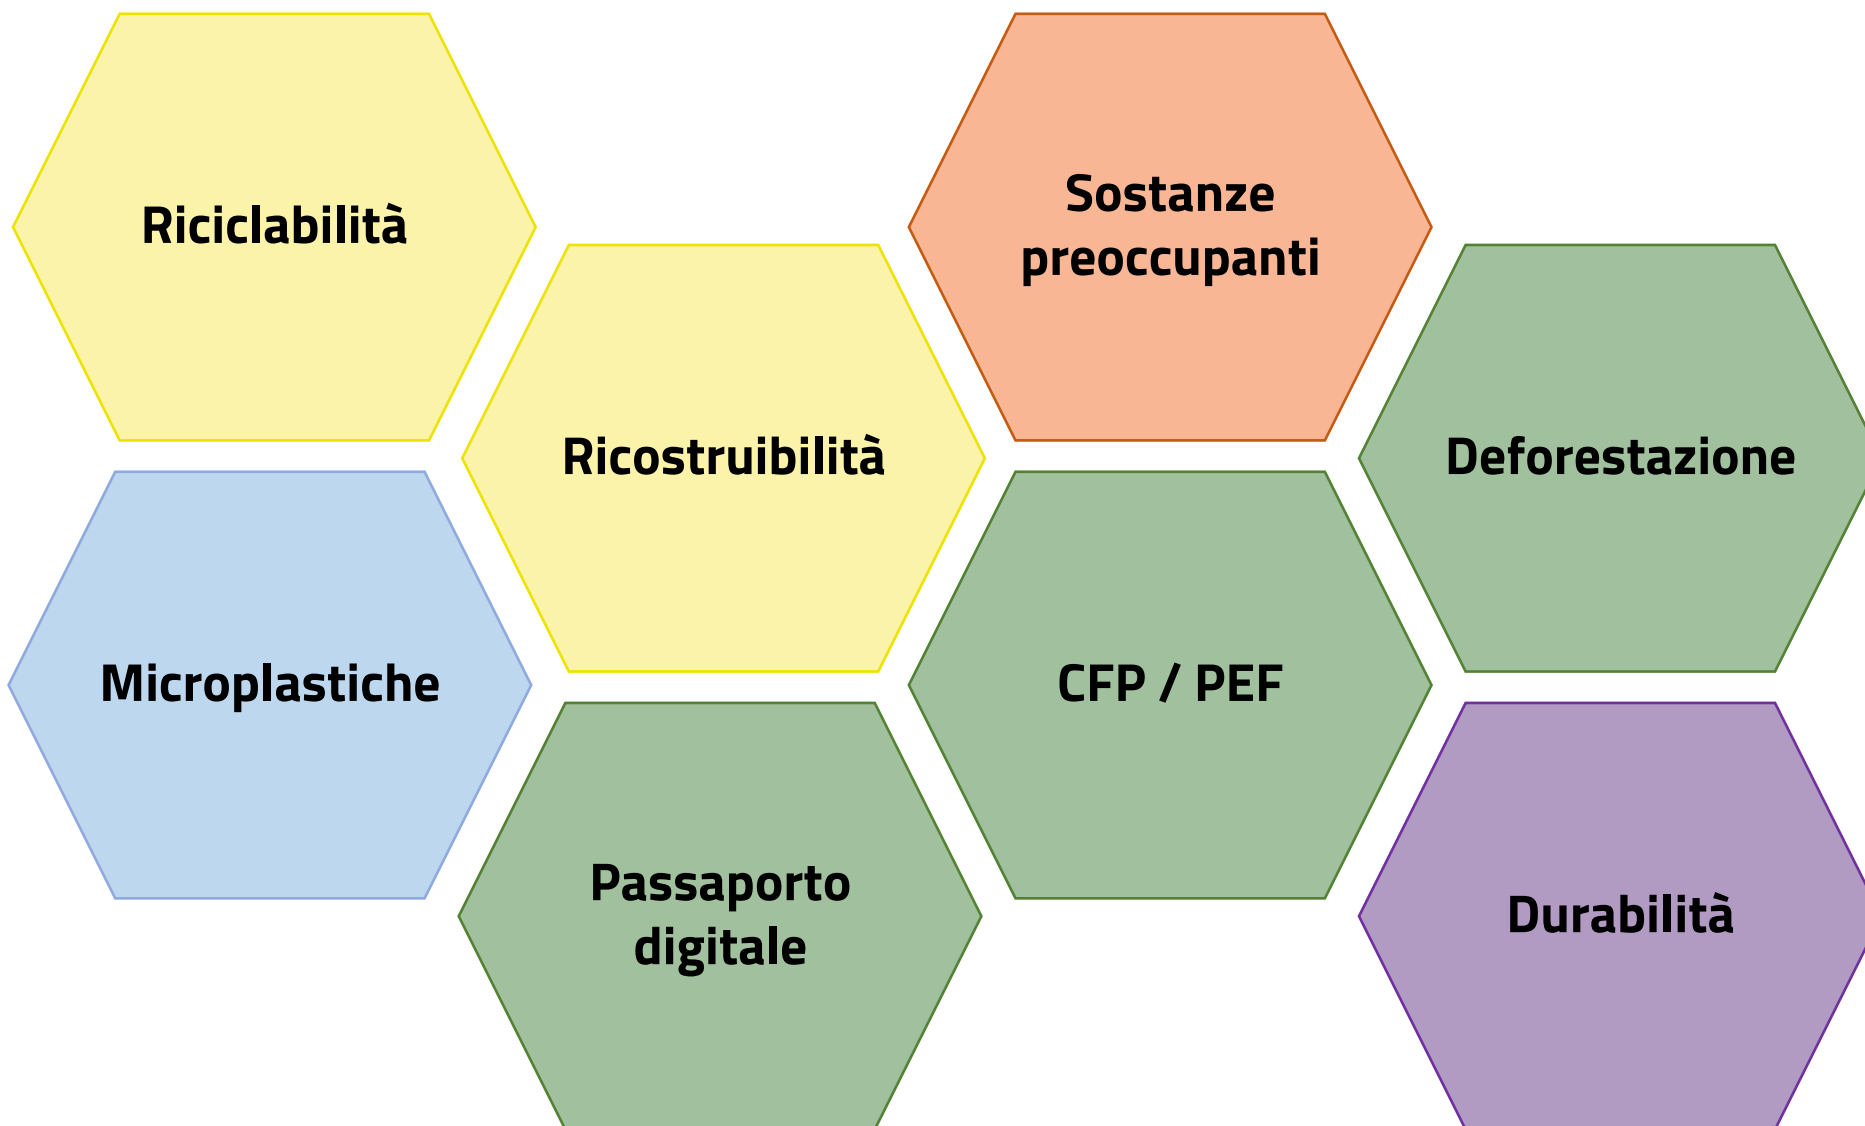 Riciclabilità
Sostanze
preoccupanti
Ricostruibilità
Deforestazione
Microplastiche
CFP / PEF
Passaporto
digitale
Durabilità